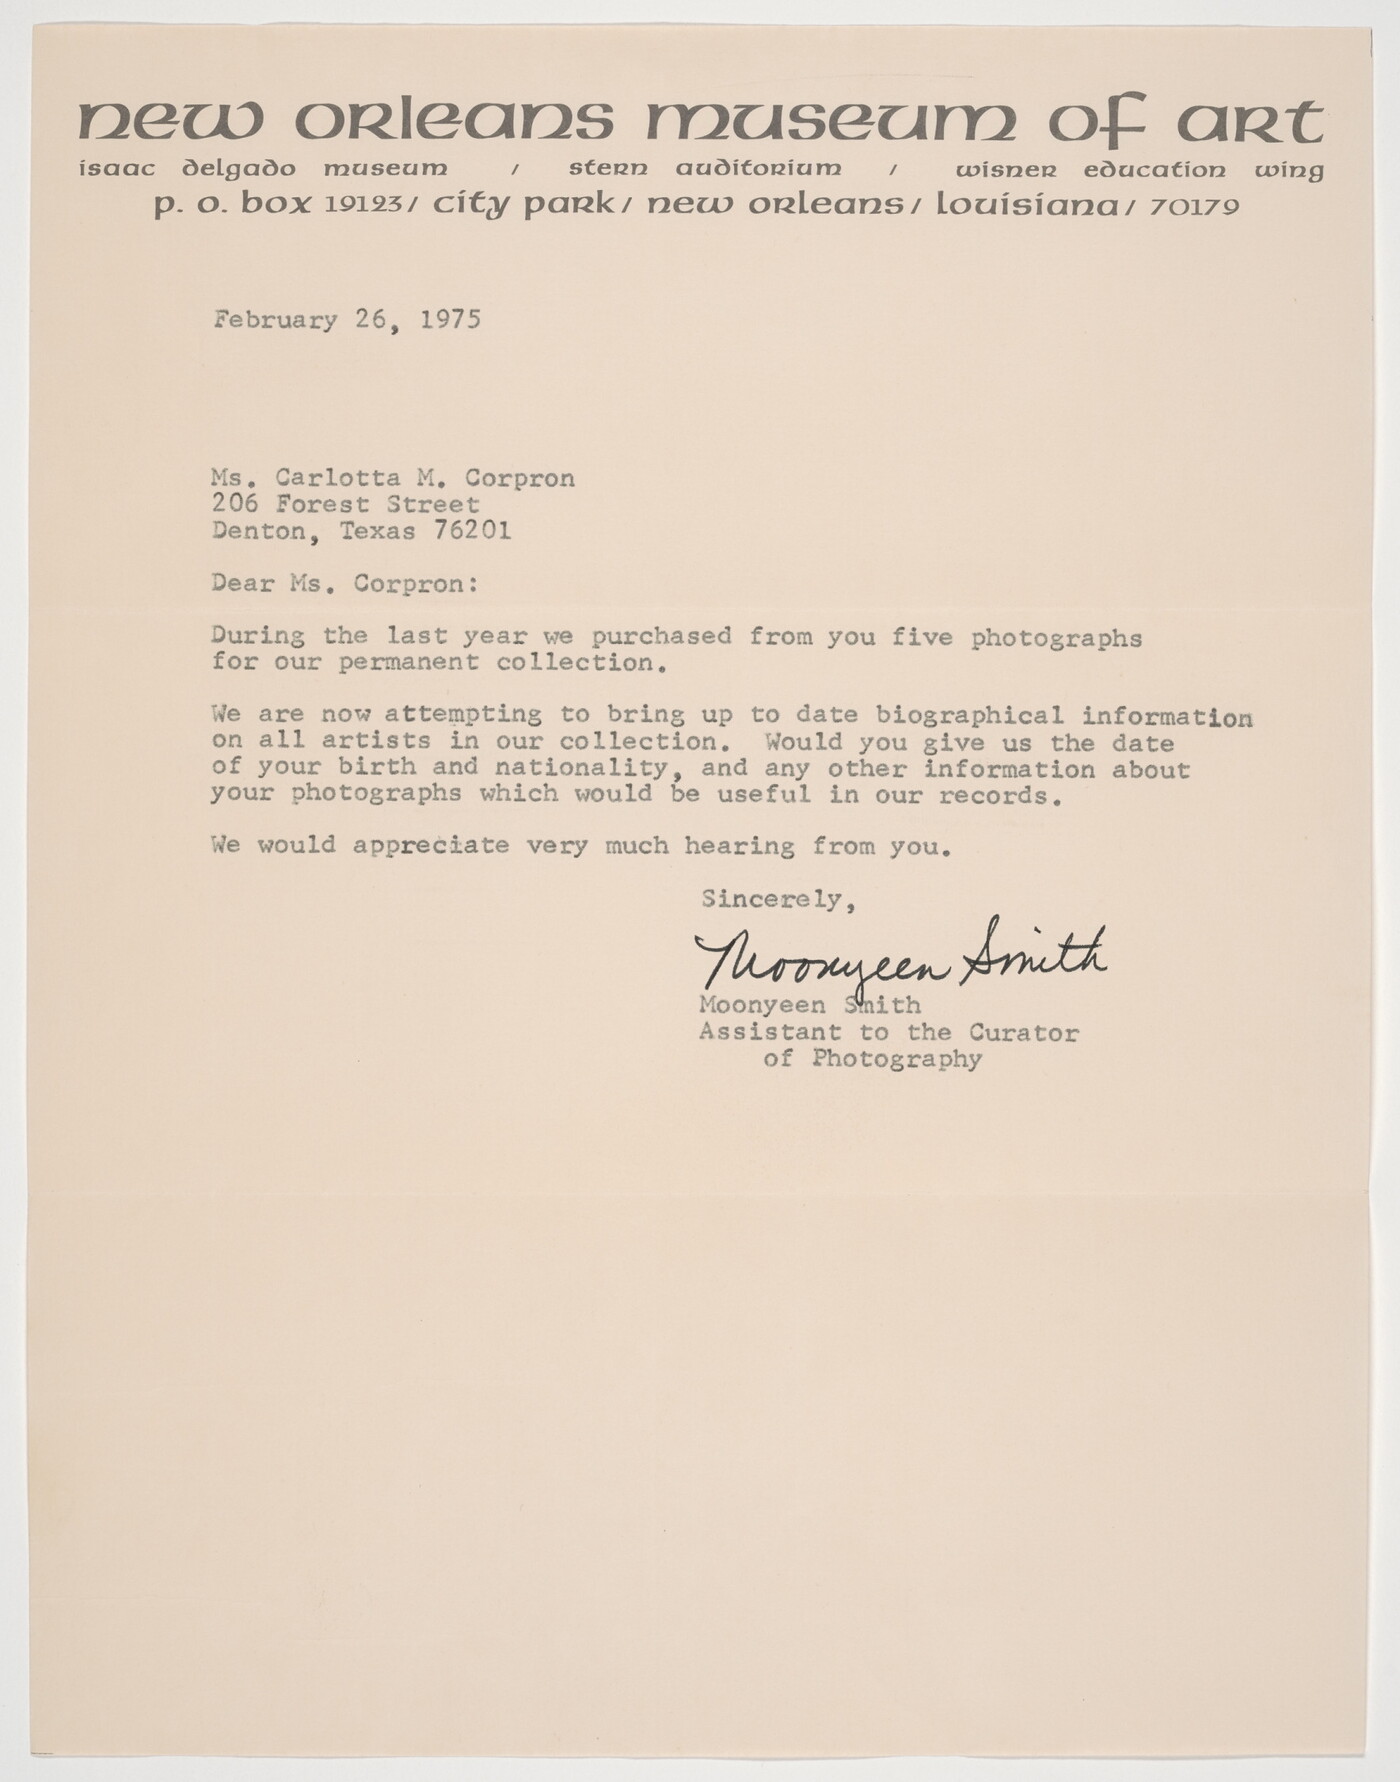 new orleans museum of art
isaac delgado museum / stern auditorium / wisner education wing
p. o. box 19123/ city park/ new orleans/ louisiana/ 70179
February 26, 1975
Ms. Carlotta M. Corpron
206 Forest Street
Denton, Texas 76201
Dear Ms. Corpron:
During the last year we purchased from you five photographs
for our permanent collection.
We are now attempting to bring up to date biographical information
on all artists in our collection. Would you give us the date
of your birth and nationality, and any other information about
your photographs which would be useful in our records.
We would appreciate very much hearing from you.
Sincerely,
Moonyeen Smith
Moonyeen Smith
Assistant to the Curator
of Photography